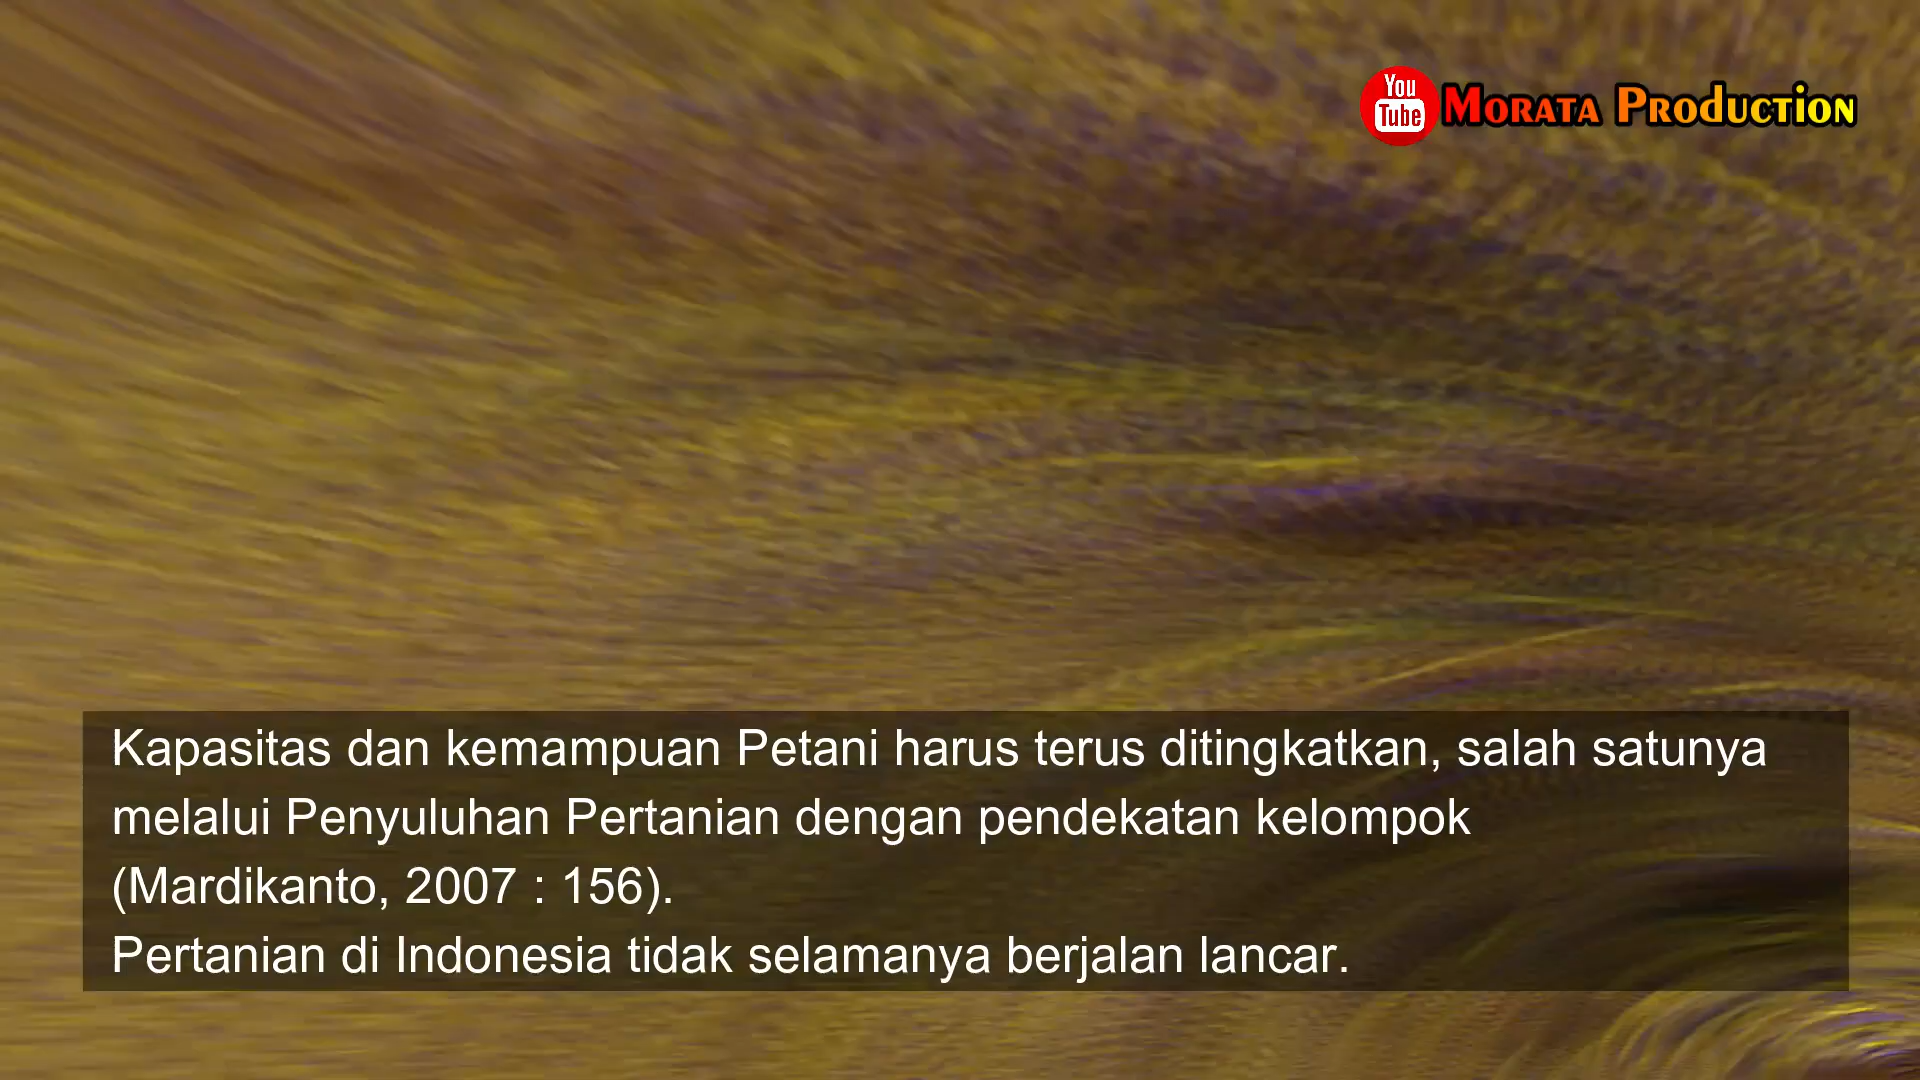 You
Tube
Morata Production
Kapasitas dan kemampuan Petani harus terus ditingkatkan, salah satunya
melalui Penyuluhan Pertanian dengan pendekatan kelompok
(Mardikanto, 2007 : 156).
Pertanian di Indonesia tidak selamanya berjalan lancar.